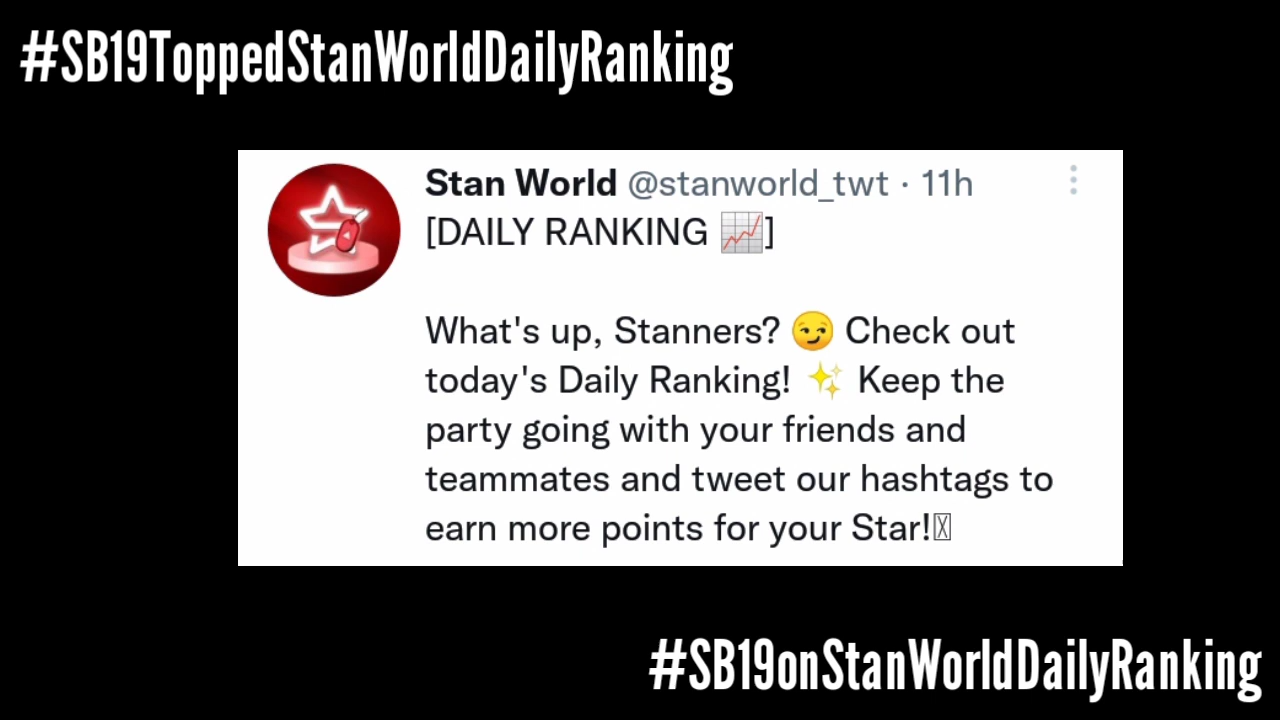 #SB19ToppedStanWorldDailyRanking
Stan World @stanworld_twt · 11h
[DAILY RANKING 📈]
What's up, Stanners? 😏 Check out
today's Daily Ranking! ✨ Keep the
party going with your friends and
teammates and tweet our hashtags to
earn more points for your Star!
#SB19onStanWorldDailyRanking